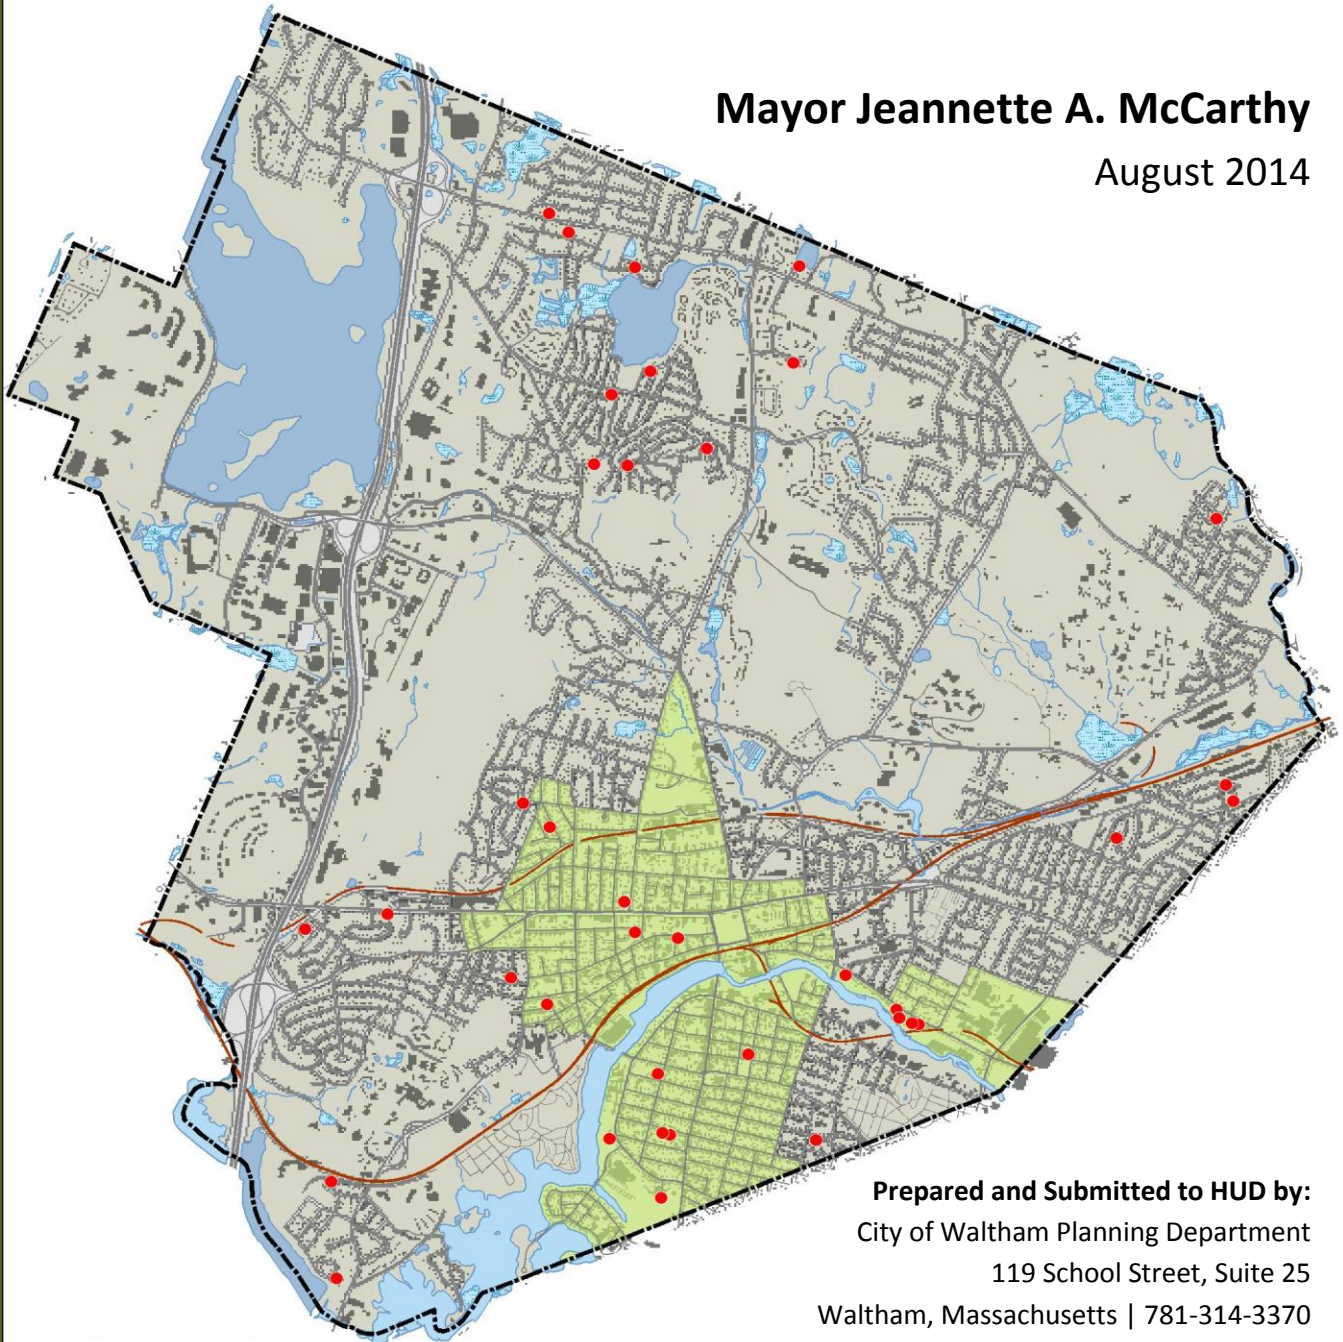 Mayor Jeannette A. McCarthy
August 2014
Prepared and Submitted to HUD by:
City of Waltham Planning Department
119 School Street, Suite 25
Waltham, Massachusetts | 781-314-3370